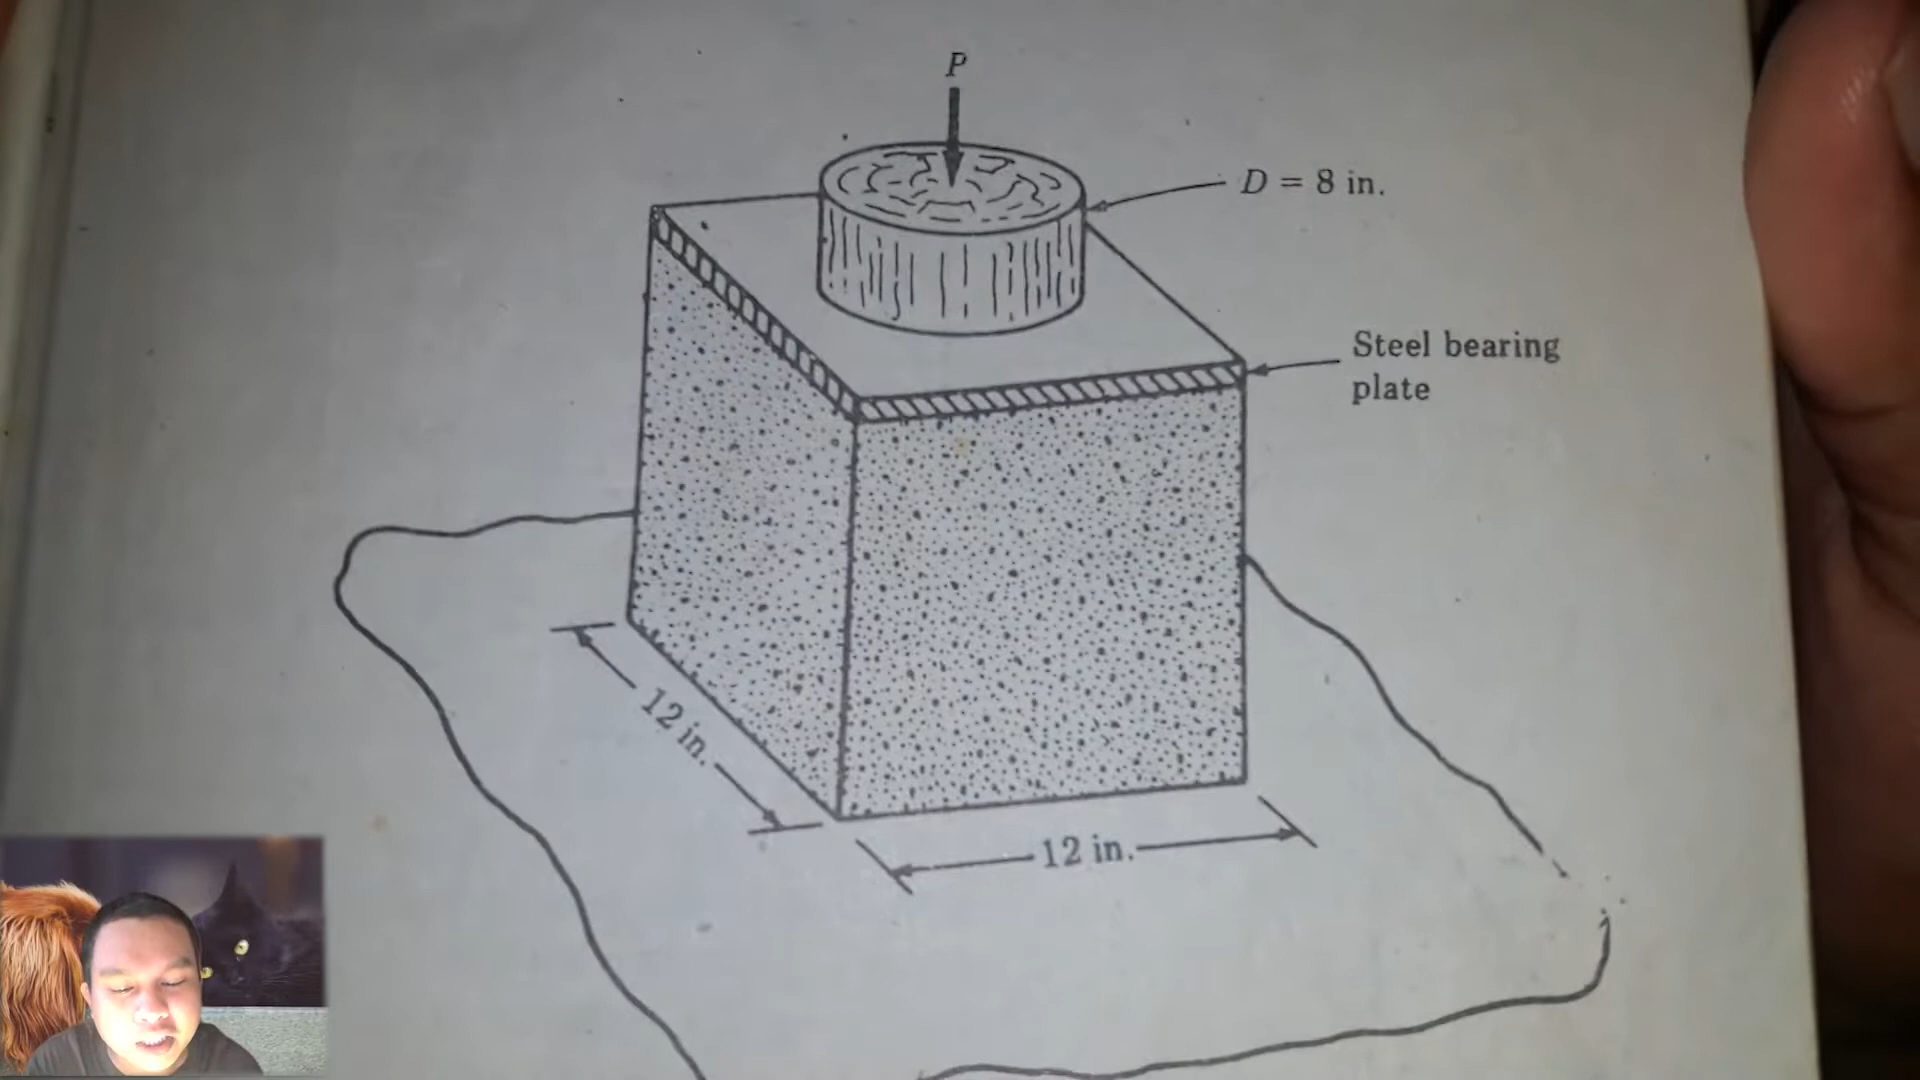 P
D = 8 in.
Steel bearing
plate
12 in.
12 in.